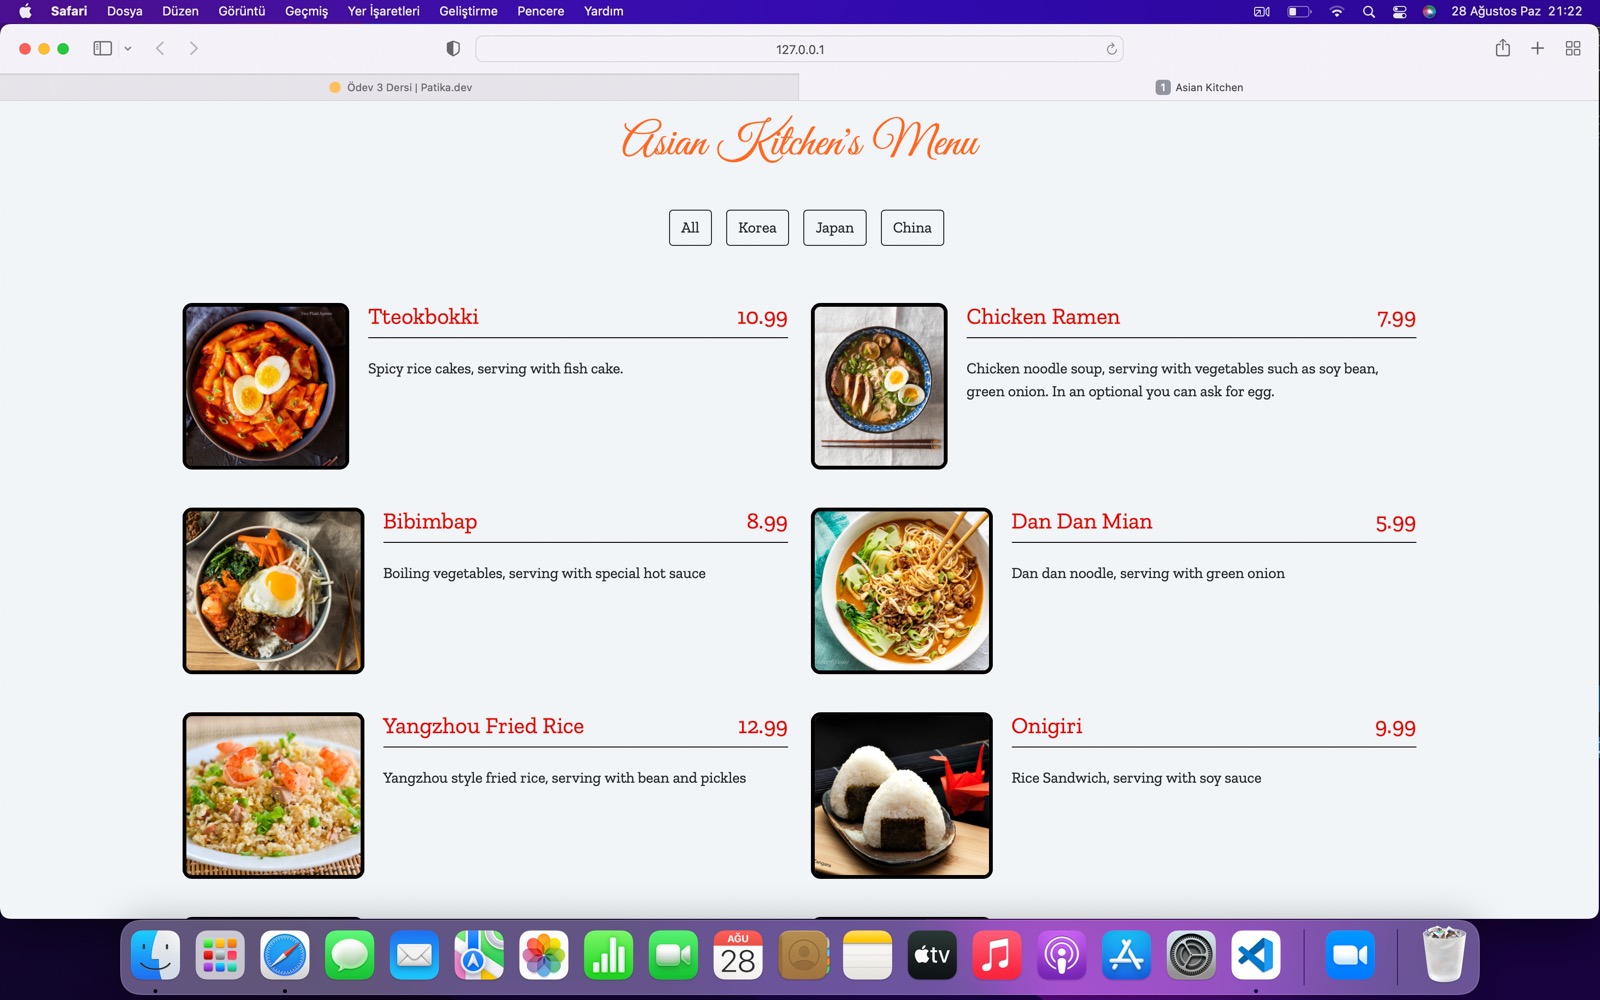 Safari Dosya Düzen Görüntü Geçmiş Yer İşaretleri Geliştirme Pencere Yardım 28 Ağustos Paz 21:22
127.0.0.1
Ödev 3 Dersi | Patika.dev
1 Asian Kitchen
Asian Kitchen's Menu
All Korea Japan China
Tteokbokki 10.99
Spicy rice cakes, serving with fish cake.
Chicken Ramen 7.99
Chicken noodle soup, serving with vegetables such as soy bean,
green onion. In an optional you can ask for egg.
Bibimbap 8.99
Boiling vegetables, serving with special hot sauce
Dan Dan Mian 5.99
Dan dan noodle, serving with green onion
Yangzhou Fried Rice 12.99
Yangzhou style fried rice, serving with bean and pickles
Onigiri 9.99
Rice Sandwich, serving with soy sauce
AĞU
28
tv